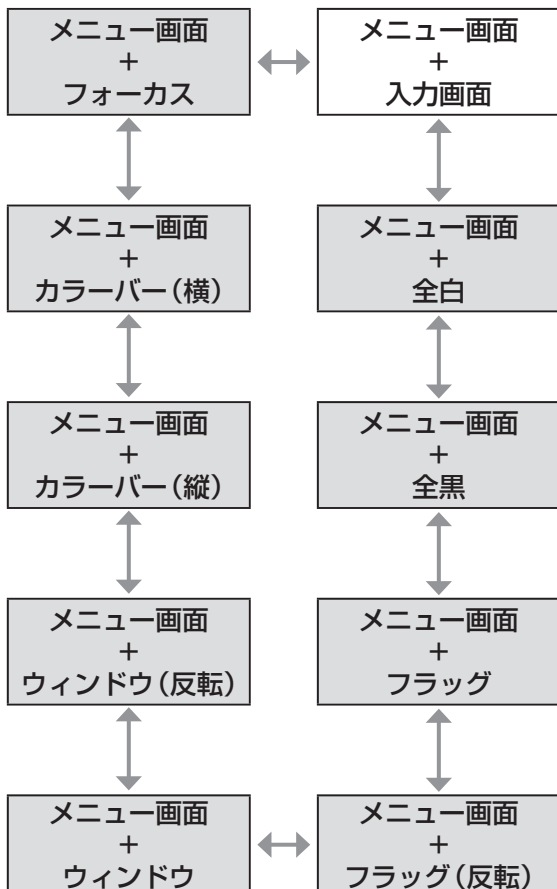 メニュー画面
+
フォーカス
メニュー画面
+
入力画面
メニュー画面
+
カラーバー(横)
メニュー画面
+
全白
メニュー画面
+
カラーバー(縦)
メニュー画面
+
全黒
メニュー画面
+
ウィンドウ(反転)
メニュー画面
+
フラッグ
メニュー画面
+
ウィンドウ
メニュー画面
+
フラッグ(反転)